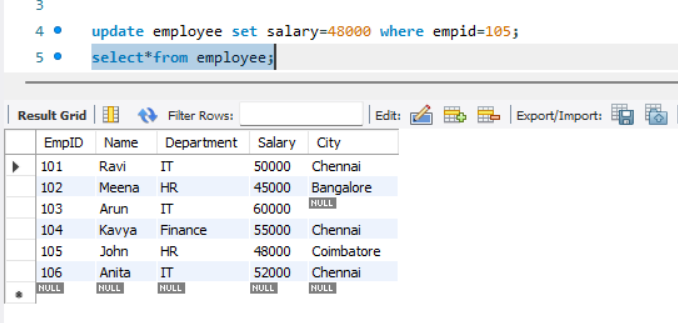 3
4 update employee set salary=48000 where empid=105;
5 select*from employee;
Result Grid Filter Rows: Edit: Export/Import:
EmpID Name Department Salary City
101 Ravi IT 50000 Chennai
102 Meena HR 45000 Bangalore
103 Arun IT 60000 NULL
104 Kavya Finance 55000 Chennai
105 John HR 48000 Coimbatore
106 Anita IT 52000 Chennai
NULL NULL NULL NULL NULL